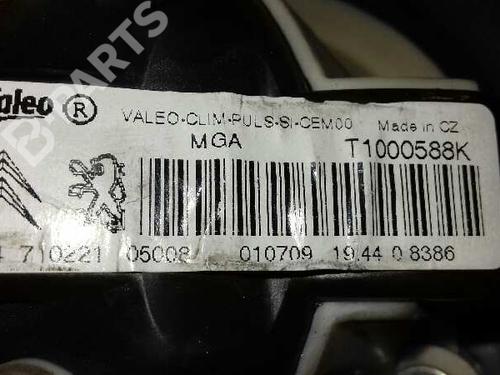 B-PARTS
Valeo ®
VALEO-CLIM-PULS-SI-CEM00 Made in CZ
MGA T1000588K
710221 05008 010709 19.44 0 8386